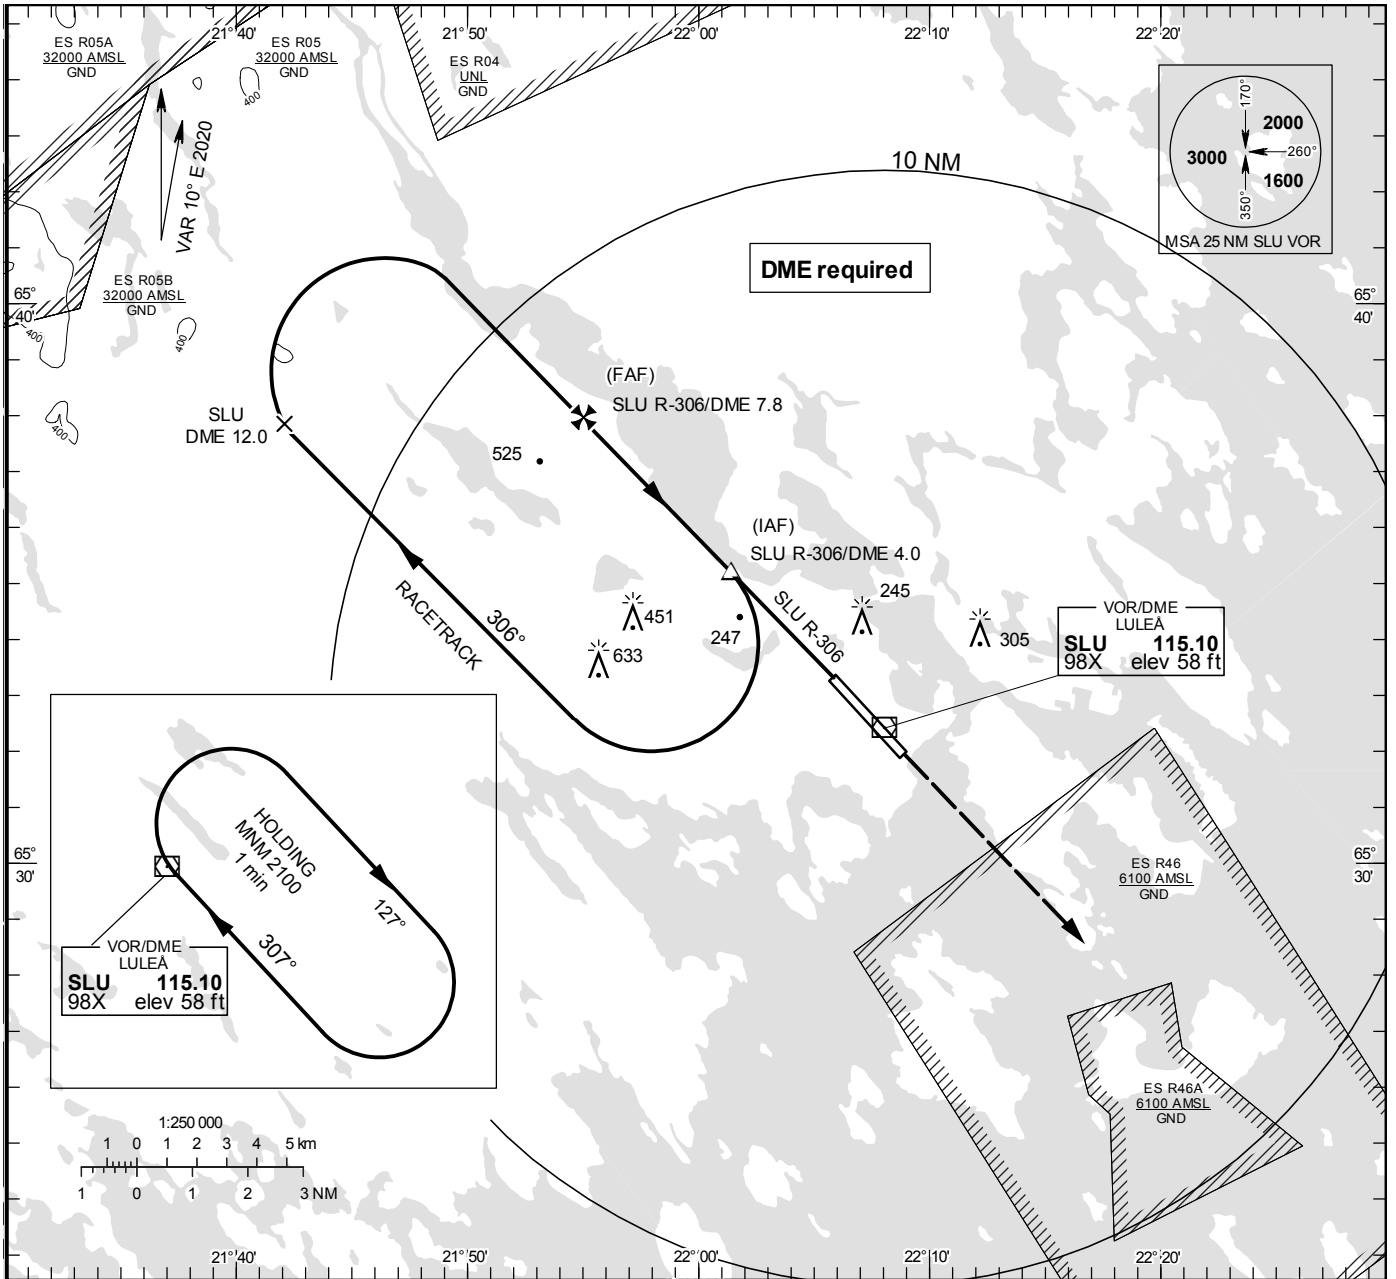 21°40'
21°50'
22°00'
22°10'
22°20'
ES R05A
32000 AMSL
GND
ES R05
32000 AMSL
GND
ES R04
UNL
GND
400
VAR 10° E 2020
10 NM
170°
2000
3000
260°
1600
350°
MSA 25 NM SLU VOR
DME required
ES R05B
32000 AMSL
GND
65°
40'
65°
40'
400
400
400
(FAF)
SLU R-306/DME 7.8
SLU
DME 12.0
525
(IAF)
SLU R-306/DME 4.0
SLU R-306
RACETRACK
306°
451
247
633
245
305
VOR/DME
LULEÅ
SLU 115.10
98X elev 58 ft
HOLDING
MNM 2100
1 min
127°
307°
VOR/DME
LULEÅ
SLU 115.10
98X elev 58 ft
65°
30'
65°
30'
ES R46
6100 AMSL
GND
ES R46A
6100 AMSL
GND
1:250 000
1 0 1 2 3 4 5 km
1 0 1 2 3 NM
21°40'
21°50'
22°00'
22°10'
22°20'